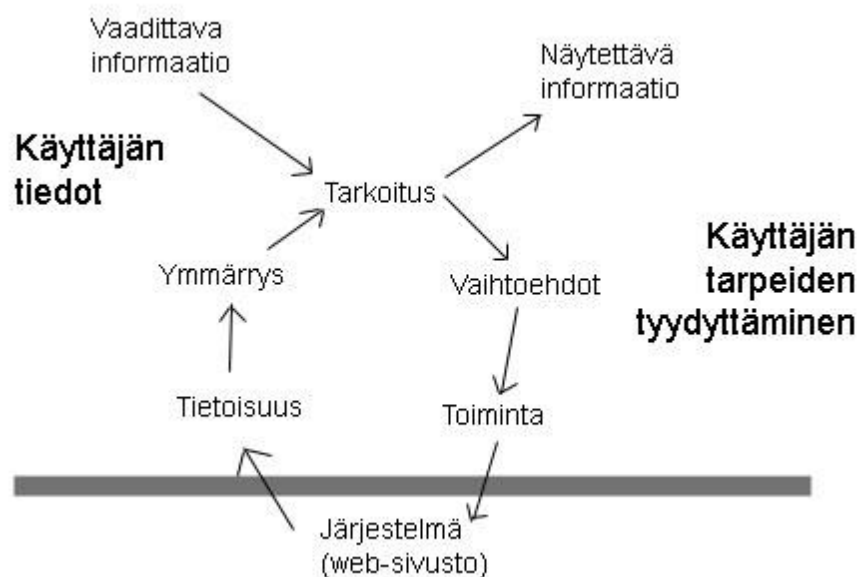 Vaadittava
informaatio
Näytettävä
informaatio
Käyttäjän
tiedot
Tarkoitus
Käyttäjän
tarpeiden
tyydyttäminen
Ymmärrys
Vaihtoehdot
Tietoisuus
Toiminta
Järjestelmä
(web-sivusto)